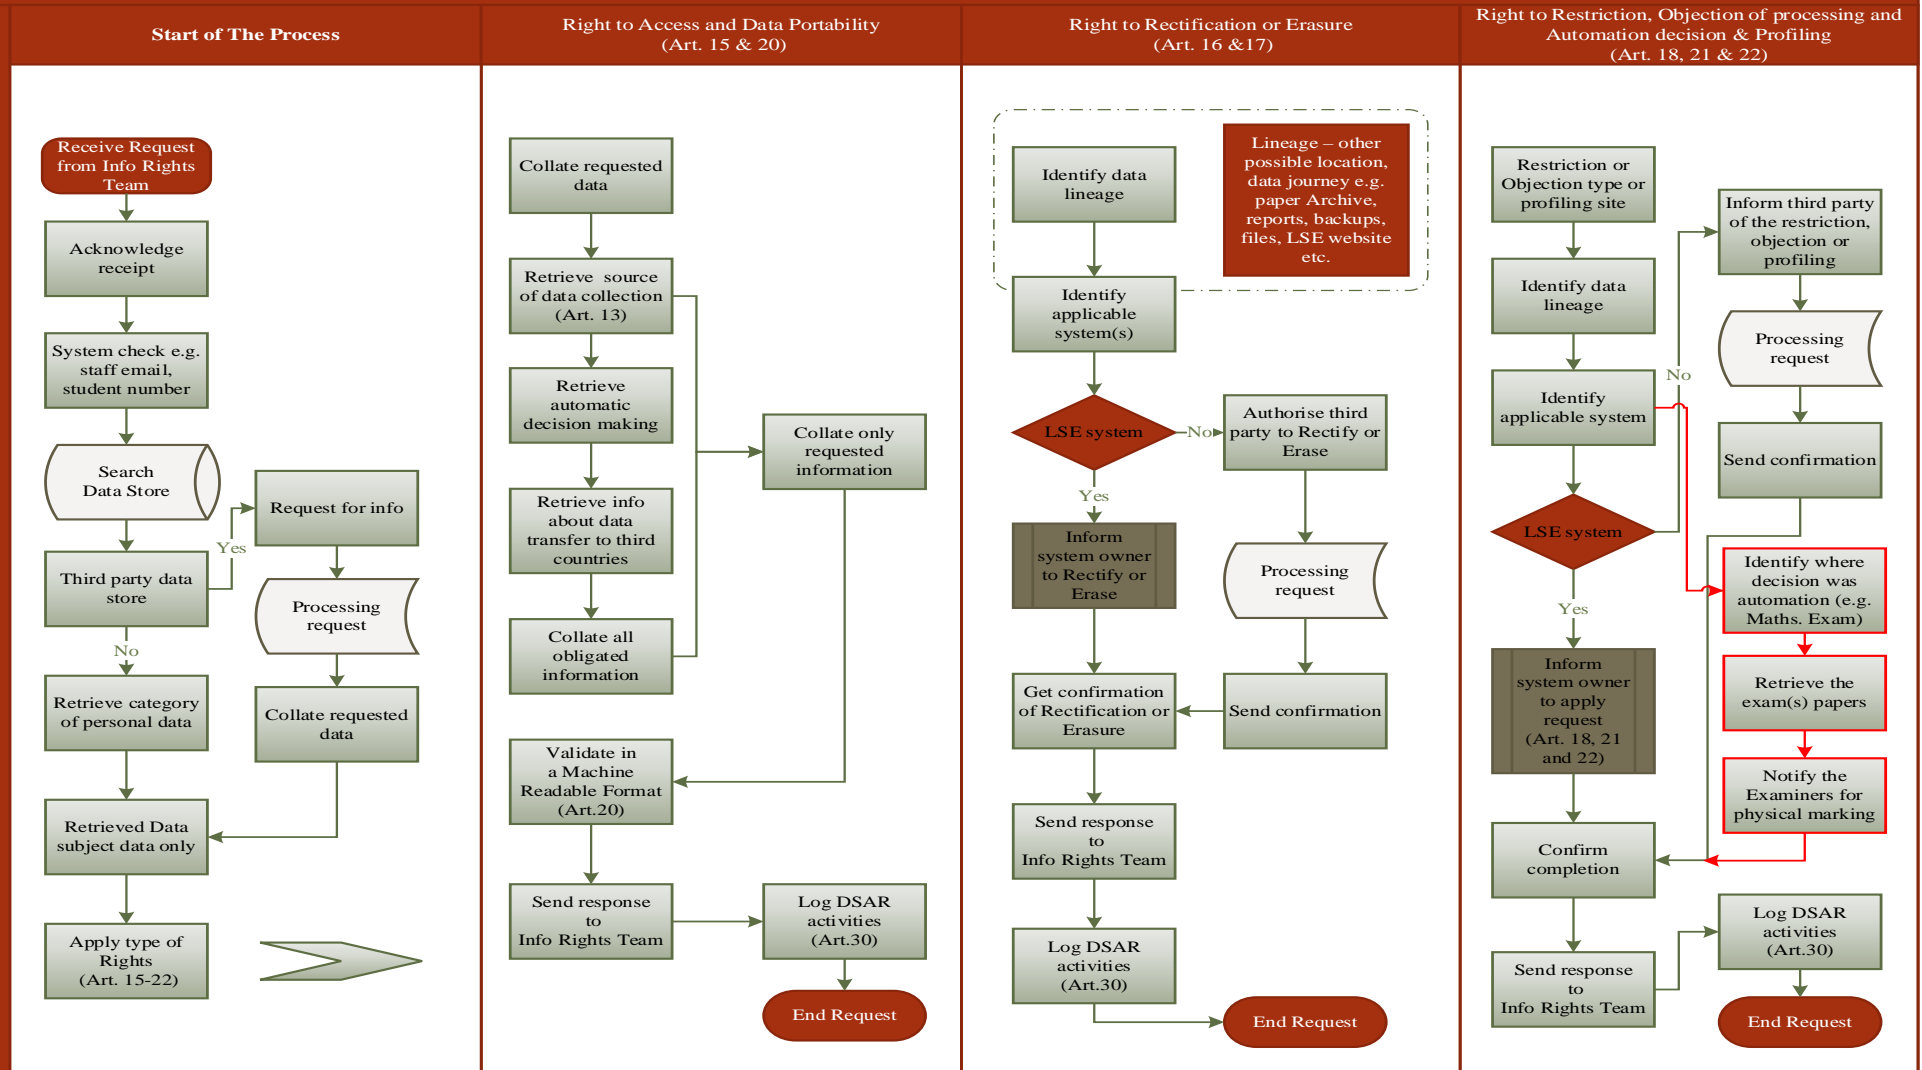 Start of The Process
Receive Request
from Info Rights
Team
Acknowledge
receipt
System check e.g.
staff email,
student number
Search
Data Store
Third party data
store
Yes
No
Request for info
Processing
request
Collate requested
data
Retrieve category
of personal data
Retrieved Data
subject data only
Apply type of
Rights
(Art. 15-22)
Right to Access and Data Portability
(Art. 15 & 20)
Collate requested
data
Retrieve source
of data collection
(Art. 13)
Retrieve
automatic
decision making
Retrieve info
about data
transfer to third
countries
Collate all
obligated
information
Collate only
requested
information
Validate in
a Machine
Readable Format
(Art.20)
Send response
to
Info Rights Team
Log DSAR
activities
(Art.30)
End Request
Right to Rectification or Erasure
(Art. 16 &17)
Identify data
lineage
Lineage – other
possible location,
data journey e.g.
paper Archive,
reports, backups,
files, LSE website
etc.
Identify
applicable
system(s)
LSE system
No
Yes
Authorise third
party to Rectify or
Erase
Inform
system owner
to Rectify or
Erase
Processing
request
Get confirmation
of Rectification or
Erasure
Send confirmation
Send response
to
Info Rights Team
Log DSAR
activities
(Art.30)
End Request
Right to Restriction, Objection of processing and
Automation decision & Profiling
(Art. 18, 21 & 22)
Restriction or
Objection type or
profiling site
Identify data
lineage
Identify
applicable system
LSE system
No
Yes
Inform third party
of the restriction,
objection or
profiling
Processing
request
Send confirmation
Identify where
decision was
automation (e.g.
Maths. Exam)
Retrieve the
exam(s) papers
Notify the
Examiners for
physical marking
Inform
system owner
to apply
request
(Art. 18, 21
and 22)
Confirm
completion
Send response
to
Info Rights Team
Log DSAR
activities
(Art.30)
End Request